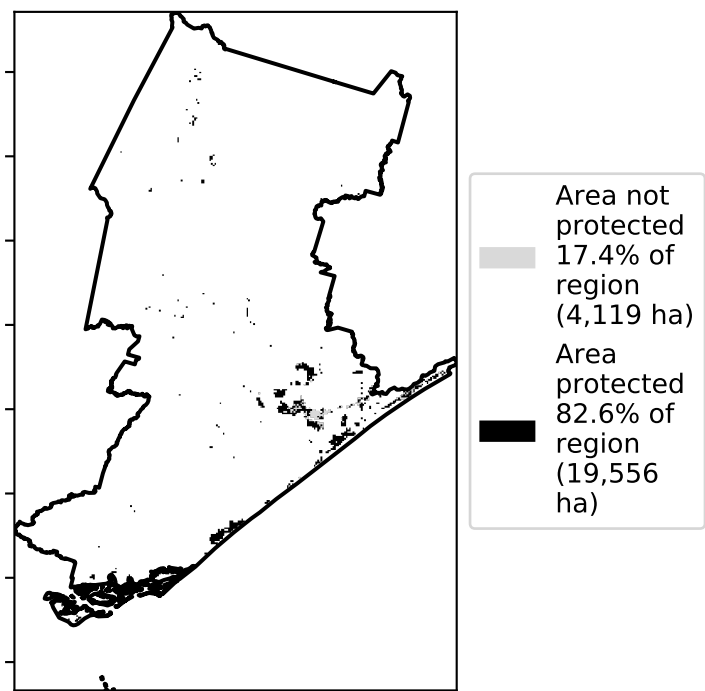 Area not
protected
17.4% of
region
(4,119 ha)
Area
protected
82.6% of
region
(19,556
ha)